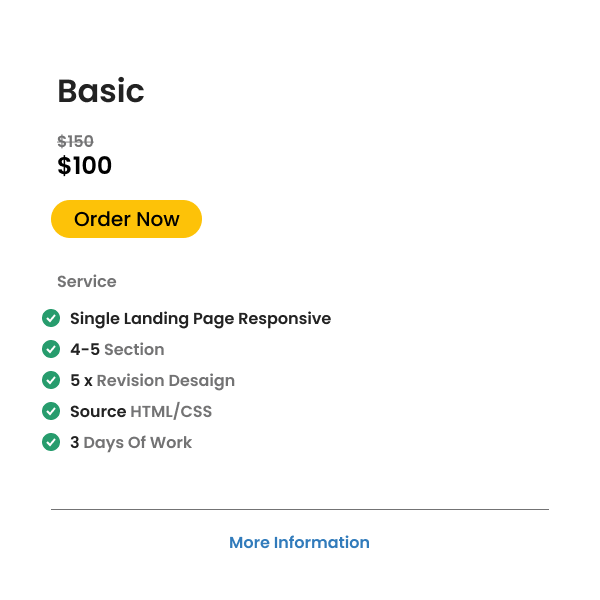 Basic
$150
$100
Order Now
Service
Single Landing Page Responsive
4-5 Section
5 x Revision Desaign
Source HTML/CSS
3 Days Of Work
More Information